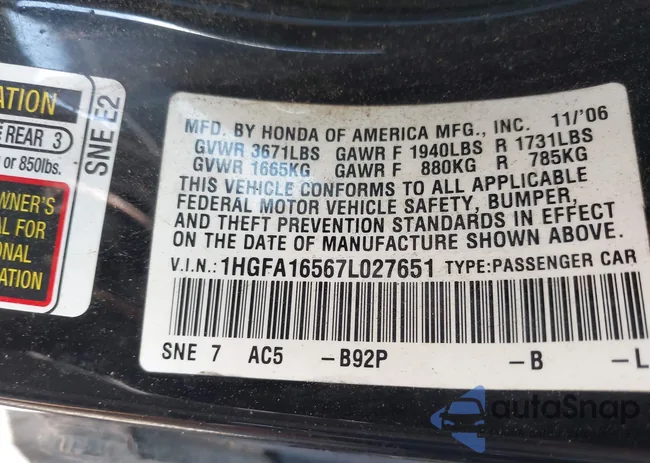 ATION
E REAR 3
or 850lbs.
SNE E2
OWNER'S
AL FOR
ONAL
ATION
MFD. BY HONDA OF AMERICA MFG., INC. 11/'06
GVWR 3671LBS GAWR F 1940LBS R 1731LBS
GVWR 1665KG GAWR F 880KG R 785KG
THIS VEHICLE CONFORMS TO ALL APPLICABLE
FEDERAL MOTOR VEHICLE SAFETY, BUMPER,
AND THEFT PREVENTION STANDARDS IN EFFECT
ON THE DATE OF MANUFACTURE SHOWN ABOVE.
V.I.N.: 1HGFA16567L027651 TYPE:PASSENGER CAR
SNE 7 AC5 -B92P -B -L
autoSnap